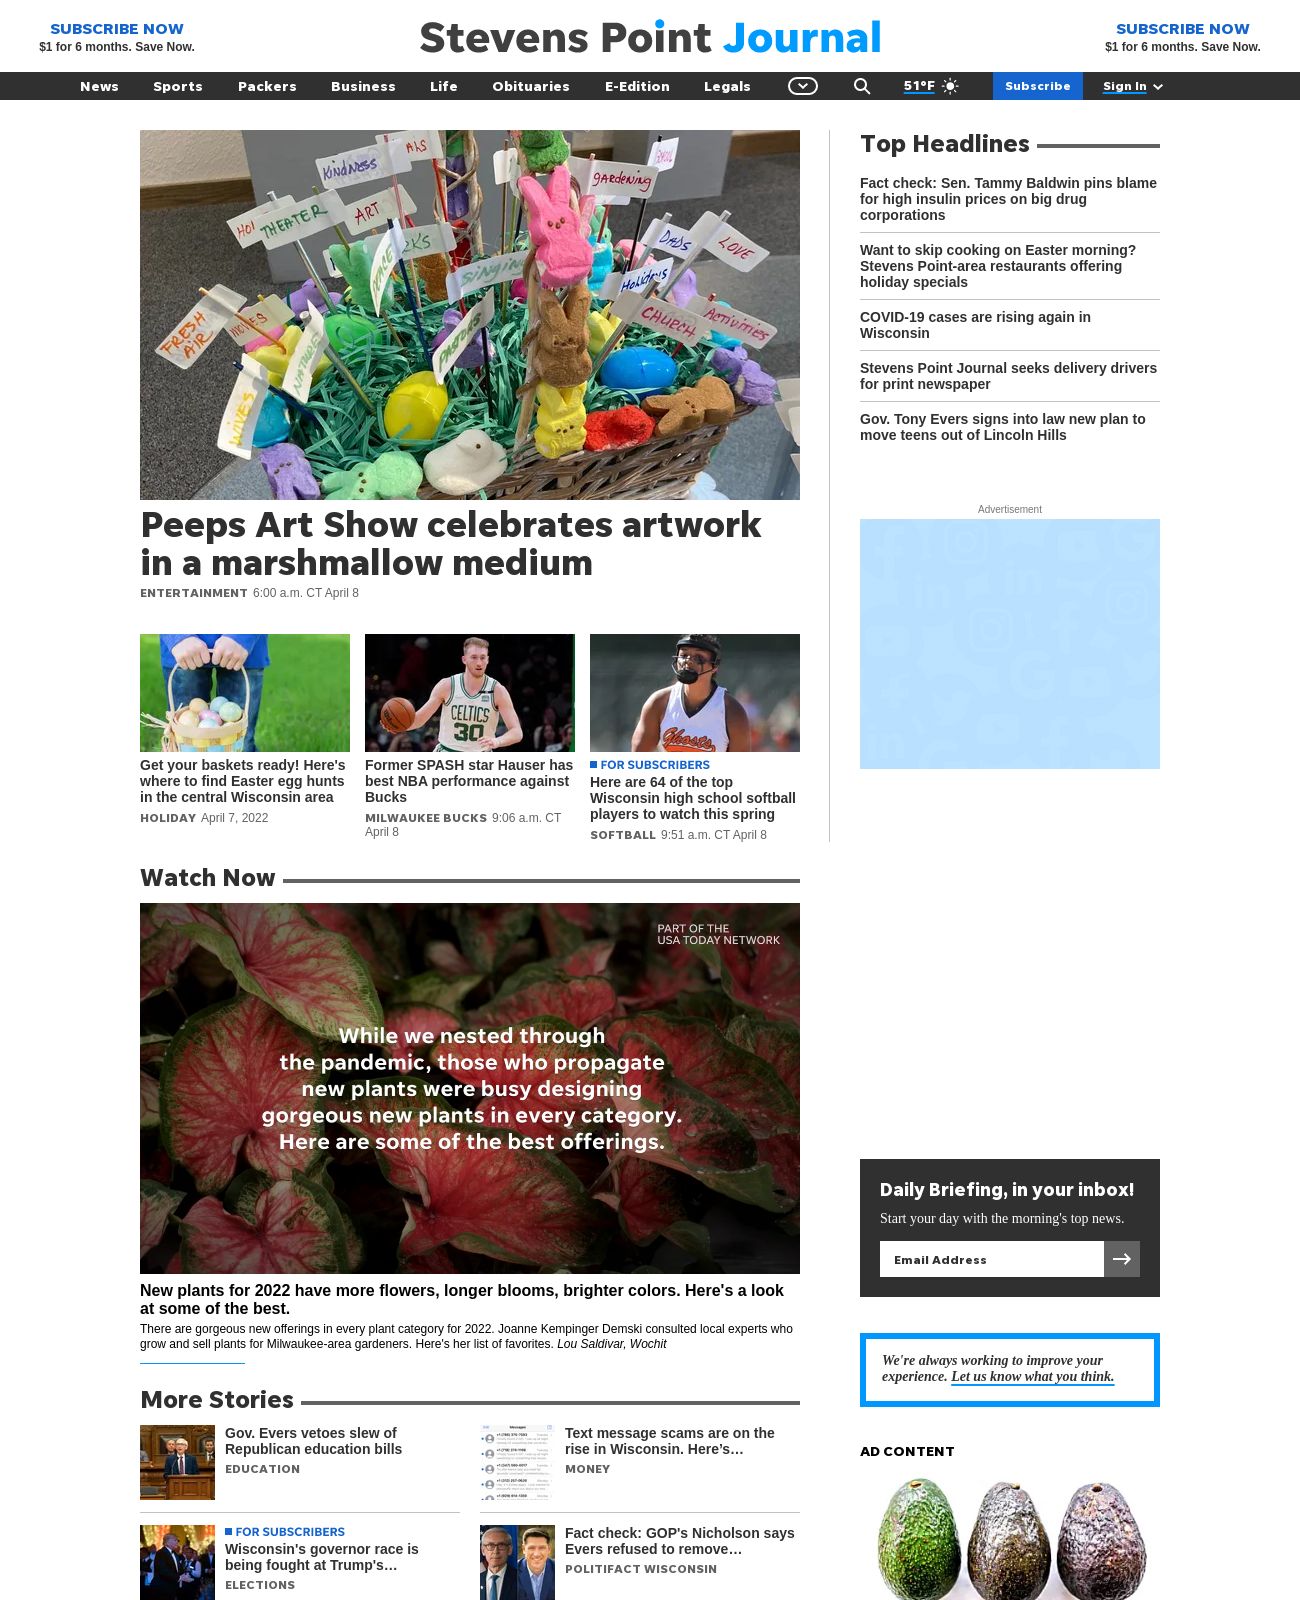 SUBSCRIBE NOW
$1 for 6 months. Save Now.
Stevens Point Journal
SUBSCRIBE NOW
$1 for 6 months. Save Now.
News Sports Packers Business Life Obituaries E-Edition Legals 51°F Subscribe Sign In
KINDNESS
ALS
GARDENING
THEATER
ART
DADS
LOVE
Singing
Holidays
FRESH AIR
CHURCH
Activities
WIVES
Peeps Art Show celebrates artwork
in a marshmallow medium
ENTERTAINMENT 6:00 a.m. CT April 8
CELTICS
30
Ghosts
Get your baskets ready! Here's
where to find Easter egg hunts
in the central Wisconsin area
HOLIDAY April 7, 2022
Former SPASH star Hauser has
best NBA performance against
Bucks
MILWAUKEE BUCKS 9:06 a.m. CT
April 8
FOR SUBSCRIBERS
Here are 64 of the top
Wisconsin high school softball
players to watch this spring
SOFTBALL 9:51 a.m. CT April 8
Top Headlines
Fact check: Sen. Tammy Baldwin pins blame
for high insulin prices on big drug
corporations
Want to skip cooking on Easter morning?
Stevens Point-area restaurants offering
holiday specials
COVID-19 cases are rising again in
Wisconsin
Stevens Point Journal seeks delivery drivers
for print newspaper
Gov. Tony Evers signs into law new plan to
move teens out of Lincoln Hills
Advertisement
Watch Now
PART OF THE
USA TODAY NETWORK
While we nested through
the pandemic, those who propagate
new plants were busy designing
gorgeous new plants in every category.
Here are some of the best offerings.
New plants for 2022 have more flowers, longer blooms, brighter colors. Here's a look
at some of the best.
There are gorgeous new offerings in every plant category for 2022. Joanne Kempinger Demski consulted local experts who
grow and sell plants for Milwaukee-area gardeners. Here's her list of favorites. Lou Saldivar, Wochit
Daily Briefing, in your inbox!
Start your day with the morning's top news.
Email Address
We're always working to improve your
experience. Let us know what you think.
More Stories
Gov. Evers vetoes slew of
Republican education bills
EDUCATION
Messages
Text message scams are on the
rise in Wisconsin. Here's…
MONEY
FOR SUBSCRIBERS
Wisconsin's governor race is
being fought at Trump's…
ELECTIONS
Fact check: GOP's Nicholson says
Evers refused to remove…
POLITIFACT WISCONSIN
AD CONTENT